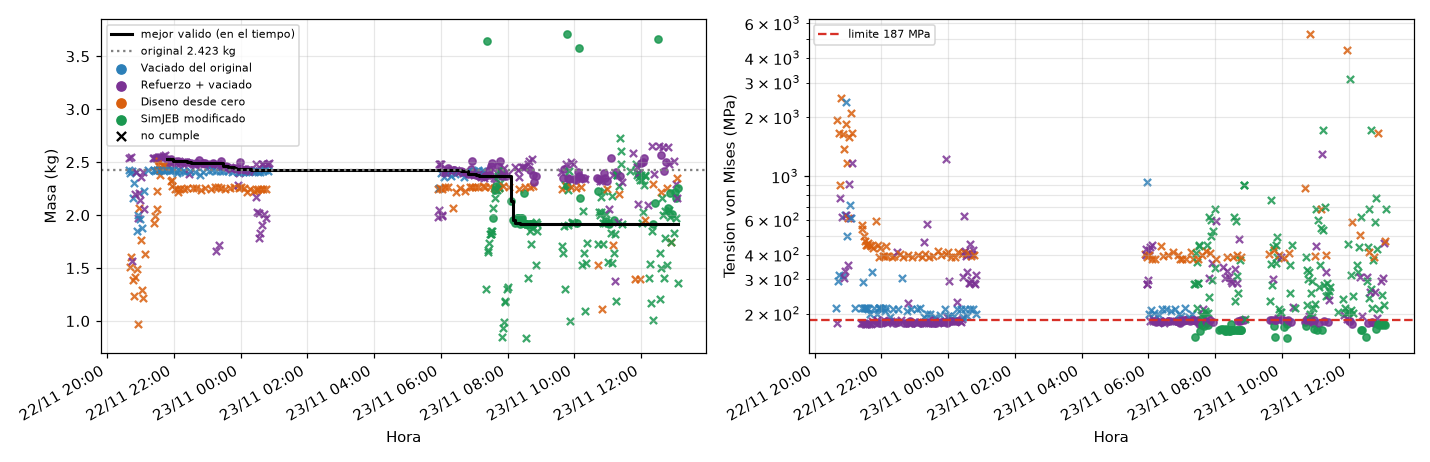 mejor valido (en el tiempo)
original 2.423 kg
Vaciado del original
Refuerzo + vaciado
Diseno desde cero
SimJEB modificado
no cumple
Masa (kg)
3.5
3.0
2.5
2.0
1.5
1.0
22/11 20:00
22/11 22:00
23/11 00:00
23/11 02:00
23/11 04:00
23/11 06:00
23/11 08:00
23/11 10:00
23/11 12:00
Hora
limite 187 MPa
Tension von Mises (MPa)
6 × 10³
4 × 10³
3 × 10³
2 × 10³
10³
6 × 10²
4 × 10²
3 × 10²
2 × 10²
22/11 20:00
22/11 22:00
23/11 00:00
23/11 02:00
23/11 04:00
23/11 06:00
23/11 08:00
23/11 10:00
23/11 12:00
Hora